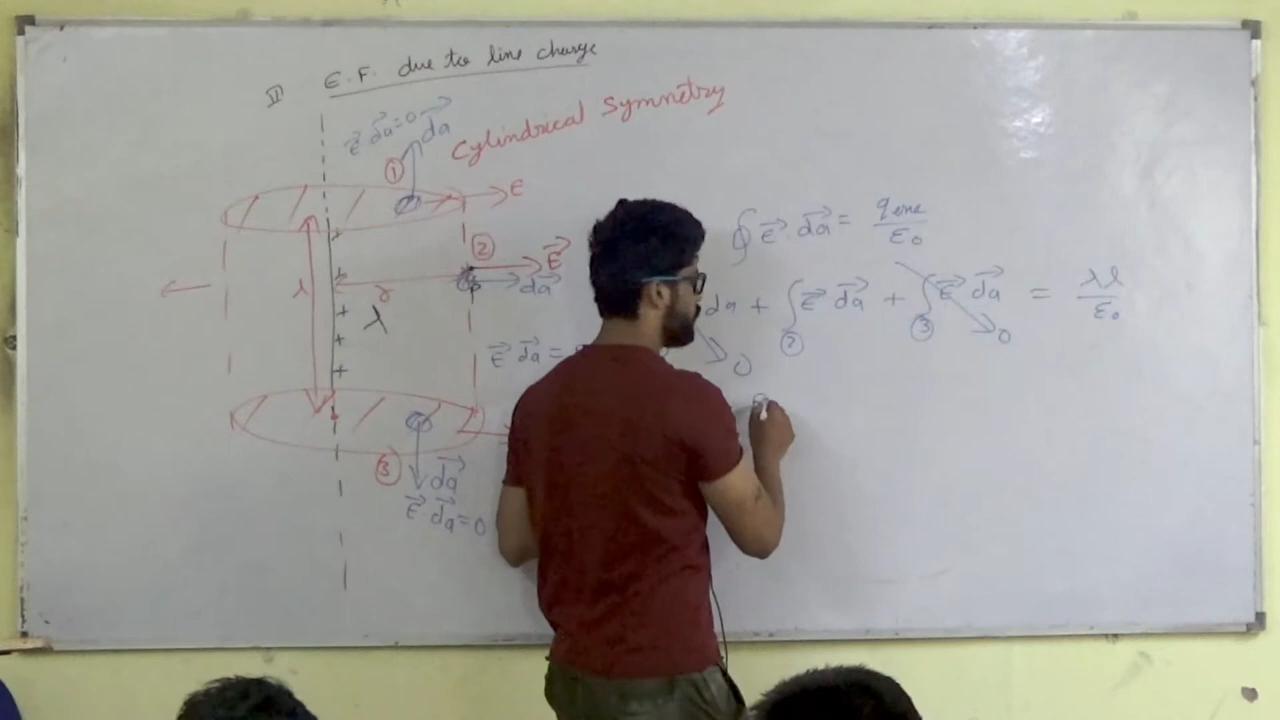 II E.F. due to line charge
Cylindrical Symmetry
E⃗ · da⃗ = 0
da⃗
①
E
②
E⃗
da⃗
r
λ
+
+
+
+
+
③
da⃗
E⃗ · da⃗ = 0
E⃗ · da⃗ =
∮ E⃗ · da⃗ = q enc / ε₀
da + ∫② E⃗ · da⃗ + ∫③ E⃗ · da⃗ = λl / ε₀
0
0